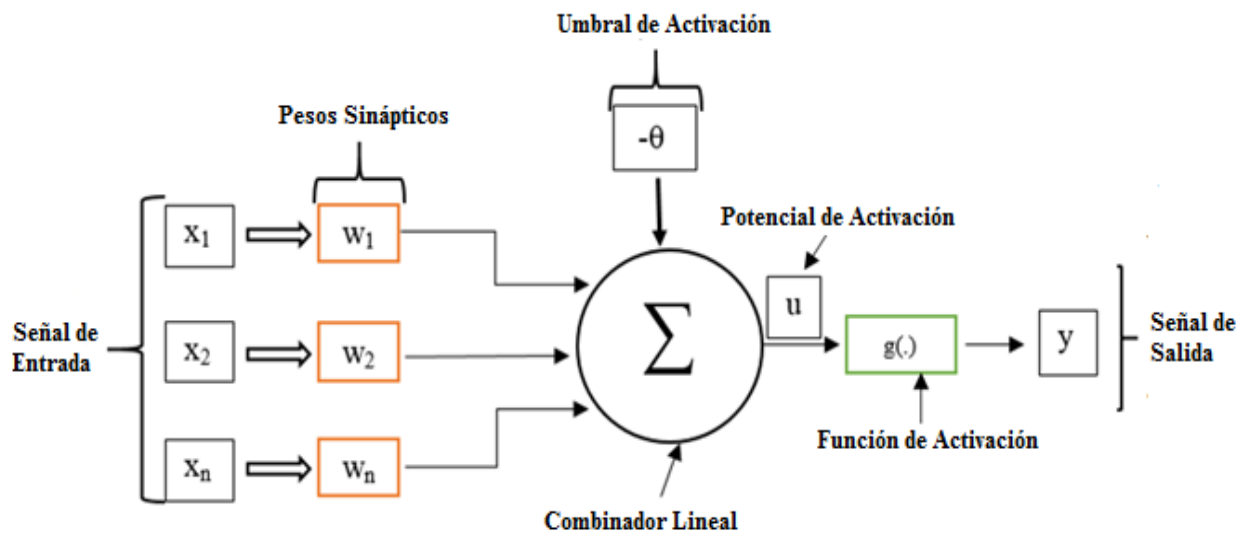 Umbral de Activación
-θ
Pesos Sinápticos
Potencial de Activación
x1
w1
u
Señal de
Entrada
x2
w2
Σ
g(.)
y
Señal de
Salida
Función de Activación
xn
wn
Combinador Lineal